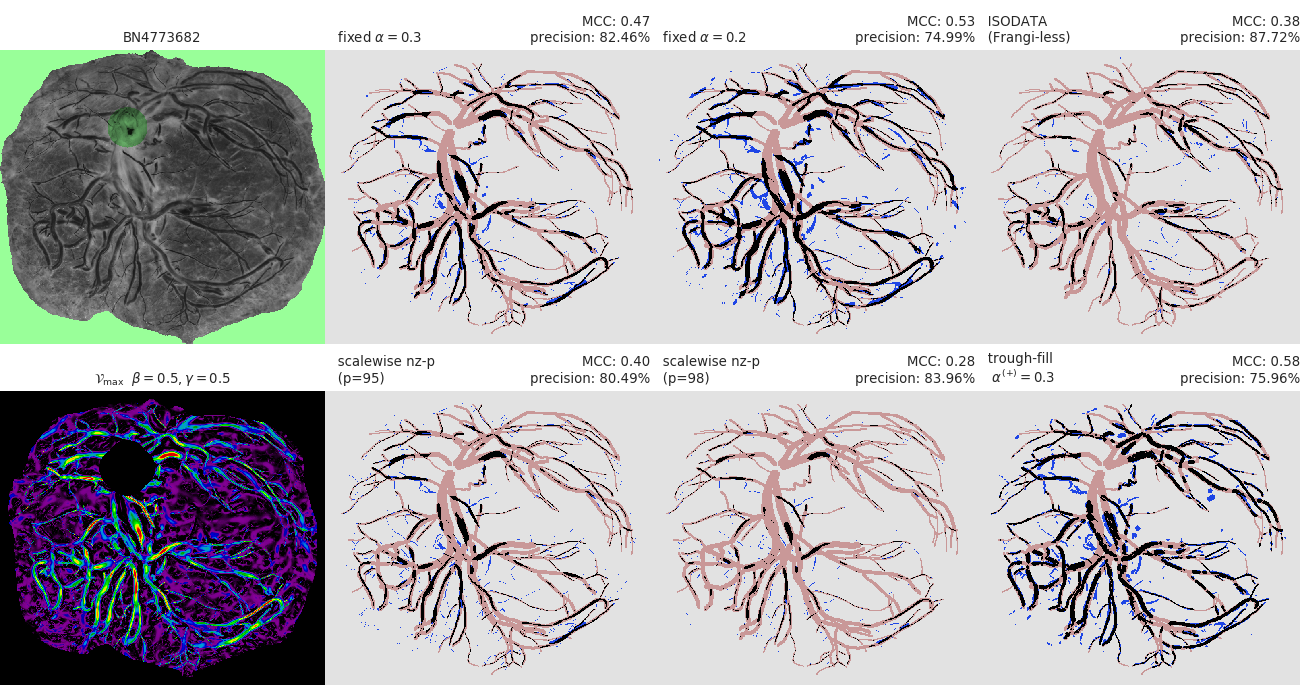 BN4773682
fixed α = 0.3
MCC: 0.47
precision: 82.46%
fixed α = 0.2
MCC: 0.53
precision: 74.99%
ISODATA
(Frangi-less)
MCC: 0.38
precision: 87.72%
𝒱max β = 0.5, γ = 0.5
scalewise nz-p
(p=95)
MCC: 0.40
precision: 80.49%
scalewise nz-p
(p=98)
MCC: 0.28
precision: 83.96%
trough-fill
α(+) = 0.3
MCC: 0.58
precision: 75.96%